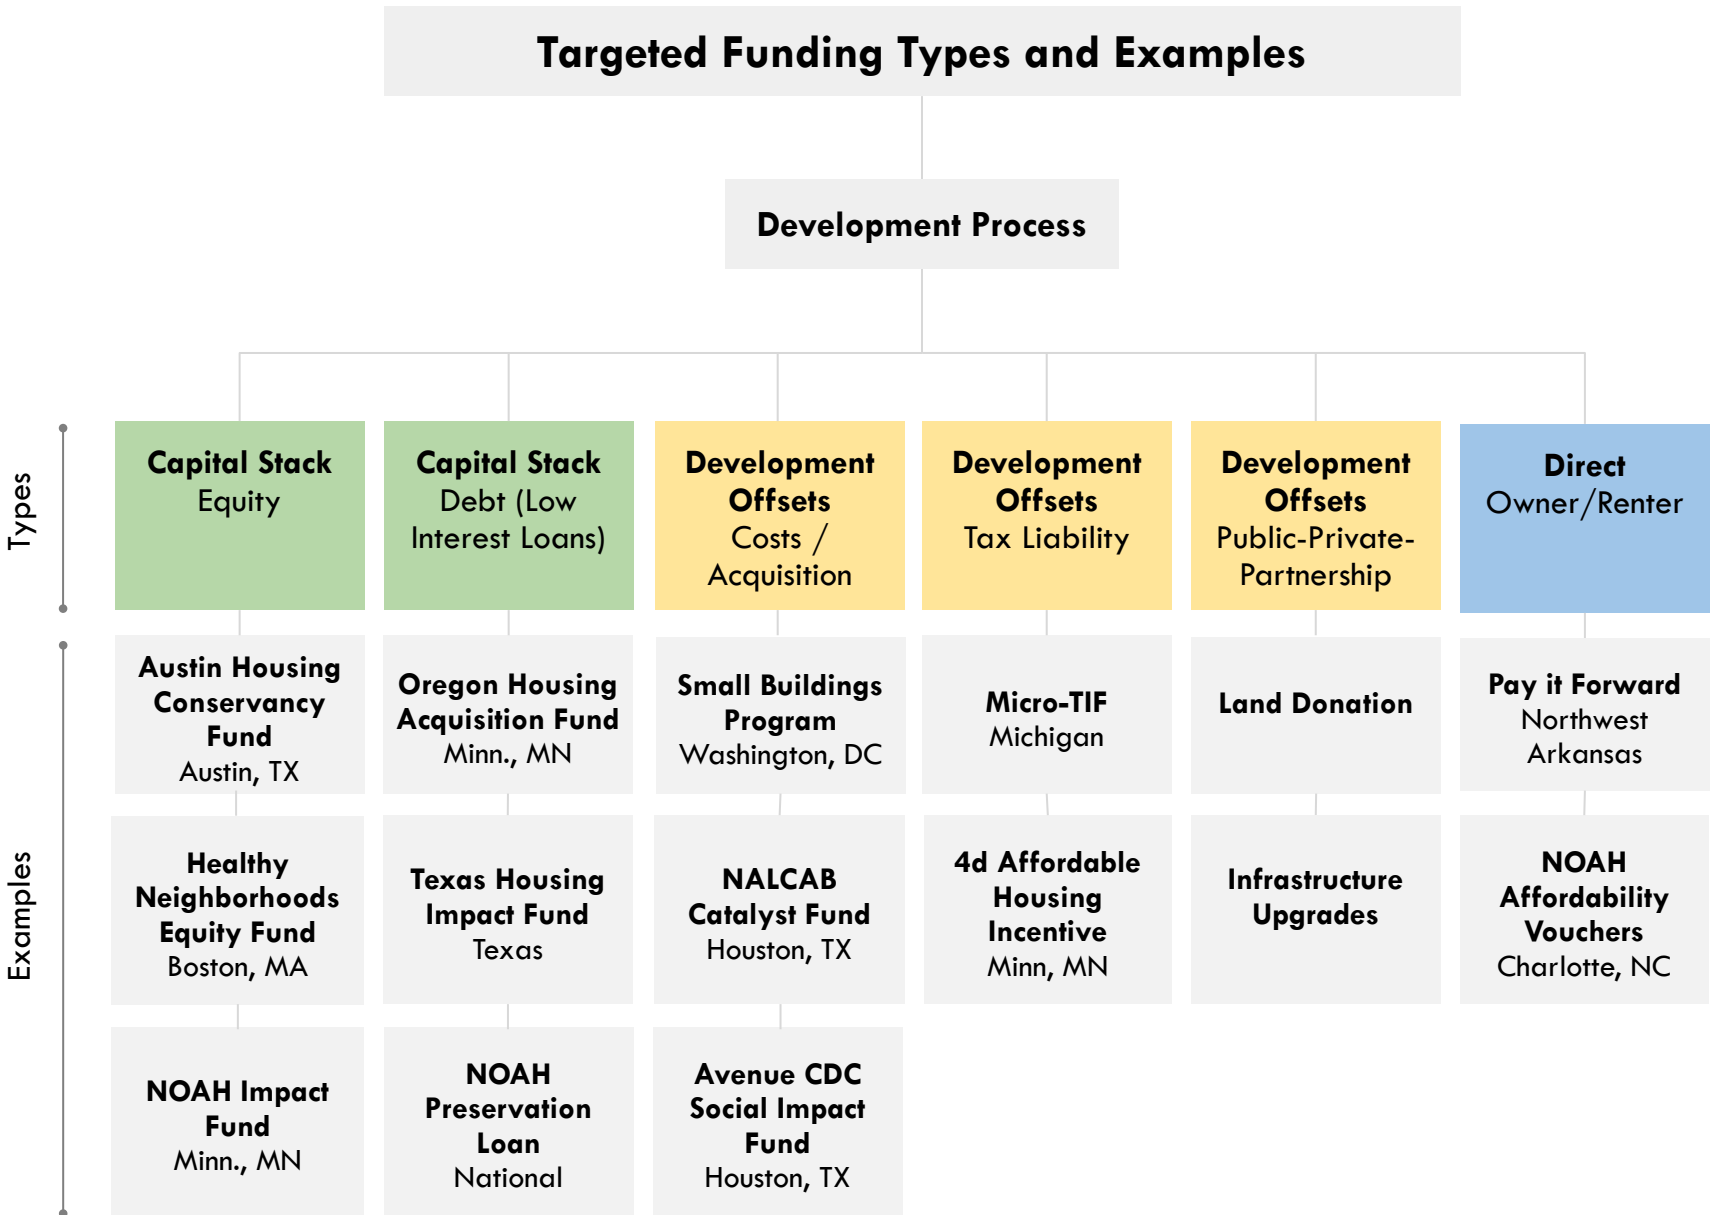 Targeted Funding Types and Examples
Development Process
Types
Capital Stack
Equity
Capital Stack
Debt (Low
Interest Loans)
Development
Offsets
Costs /
Acquisition
Development
Offsets
Tax Liability
Development
Offsets
Public-Private-
Partnership
Direct
Owner/Renter
Examples
Austin Housing
Conservancy
Fund
Austin, TX
Oregon Housing
Acquisition Fund
Minn., MN
Small Buildings
Program
Washington, DC
Micro-TIF
Michigan
Land Donation
Pay it Forward
Northwest
Arkansas
Healthy
Neighborhoods
Equity Fund
Boston, MA
Texas Housing
Impact Fund
Texas
NALCAB
Catalyst Fund
Houston, TX
4d Affordable
Housing
Incentive
Minn, MN
Infrastructure
Upgrades
NOAH
Affordability
Vouchers
Charlotte, NC
NOAH Impact
Fund
Minn., MN
NOAH
Preservation
Loan
National
Avenue CDC
Social Impact
Fund
Houston, TX